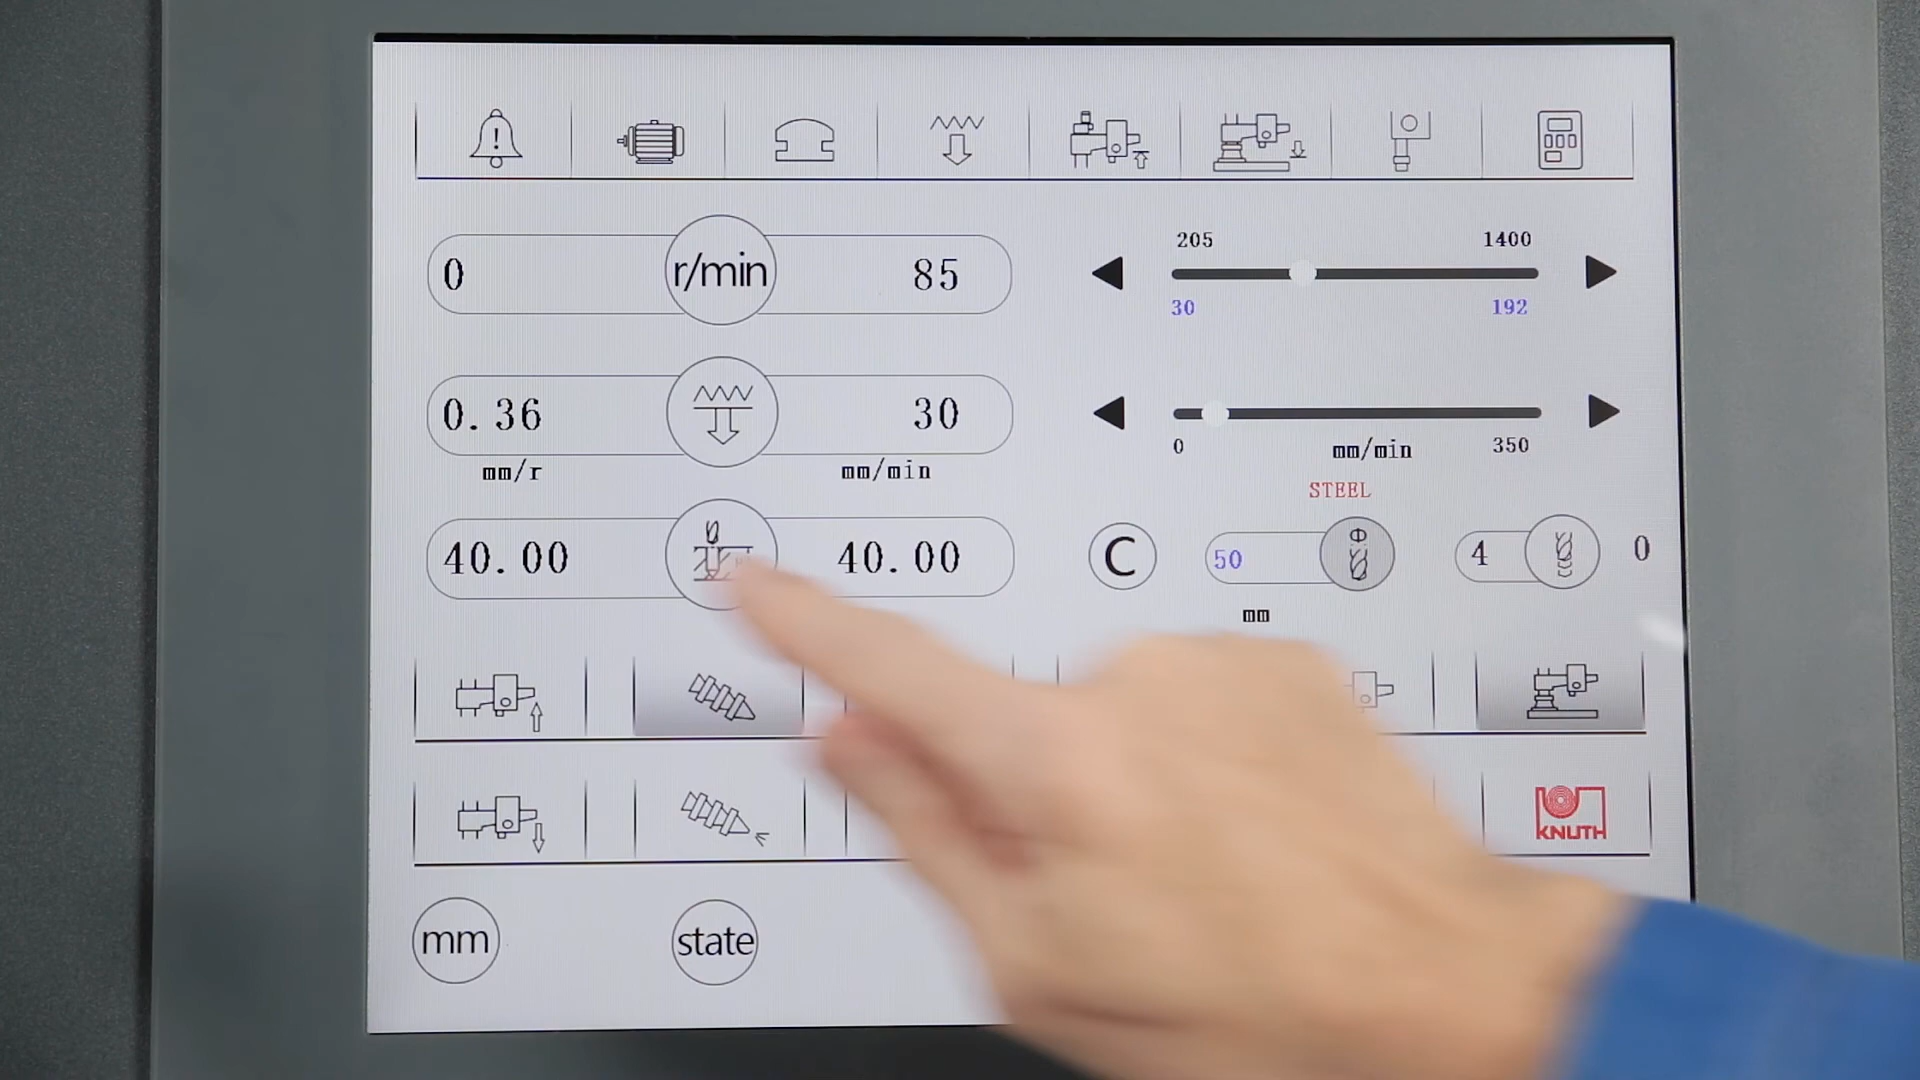 !
205 1400
0 r/min 85
30 192
0.36 30
0 mm/min 350
mm/r mm/min
STEEL
40.00 40.00 C 50 Φ 4 0
mm
KNUTH
mm state